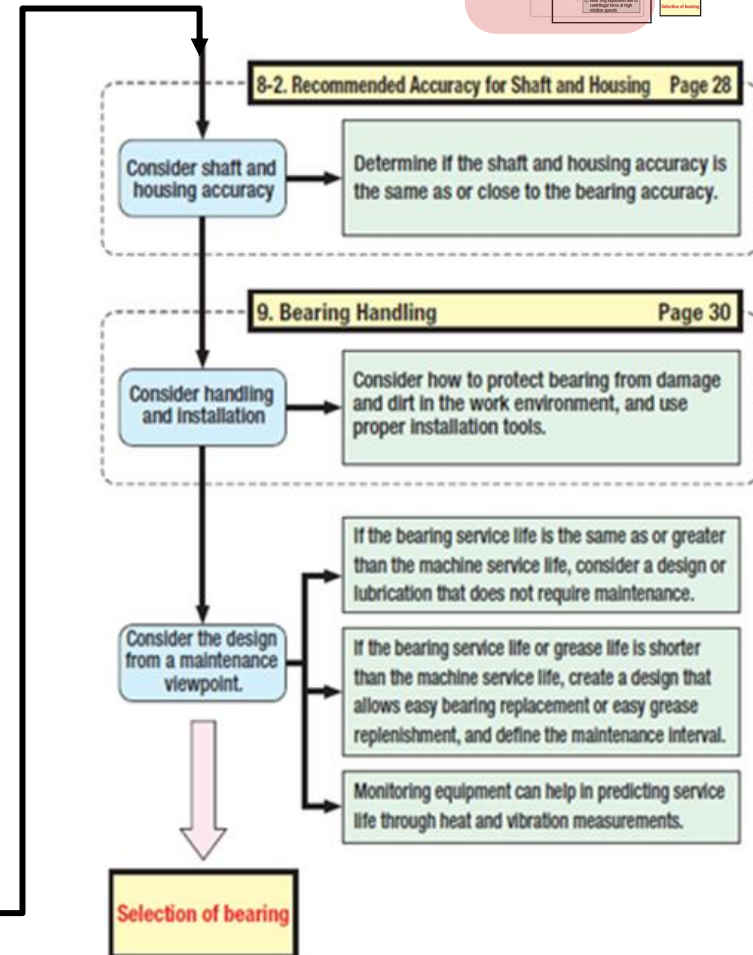 Selection of bearing
8-2. Recommended Accuracy for Shaft and Housing Page 28
Consider shaft and
housing accuracy
Determine if the shaft and housing accuracy is
the same as or close to the bearing accuracy.
9. Bearing Handling Page 30
Consider handling
and installation
Consider how to protect bearing from damage
and dirt in the work environment, and use
proper installation tools.
Consider the design
from a maintenance
viewpoint.
If the bearing service life is the same as or greater
than the machine service life, consider a design or
lubrication that does not require maintenance.
If the bearing service life or grease life is shorter
than the machine service life, create a design that
allows easy bearing replacement or easy grease
replenishment, and define the maintenance interval.
Monitoring equipment can help in predicting service
life through heat and vibration measurements.
Selection of bearing